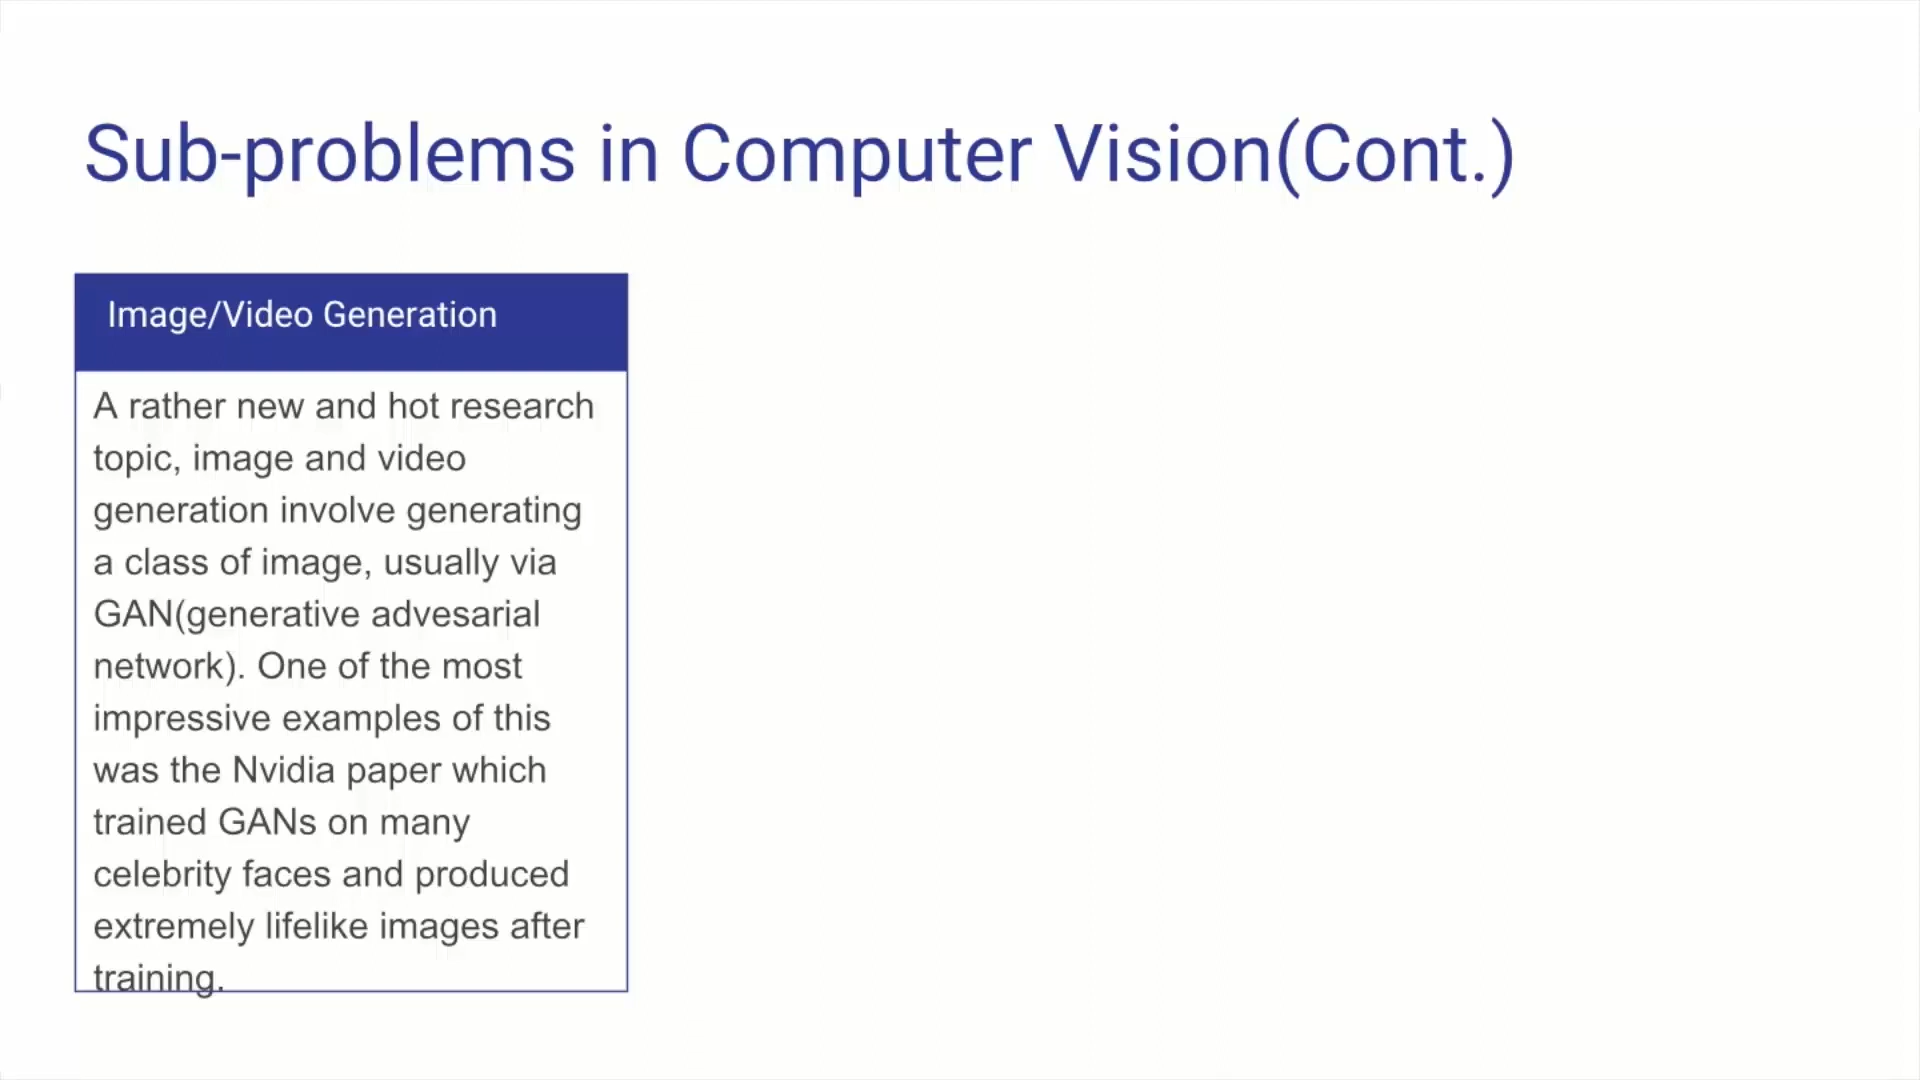 Sub-problems in Computer Vision(Cont.)
Image/Video Generation
A rather new and hot research
topic, image and video
generation involve generating
a class of image, usually via
GAN(generative advesarial
network). One of the most
impressive examples of this
was the Nvidia paper which
trained GANs on many
celebrity faces and produced
extremely lifelike images after
training.